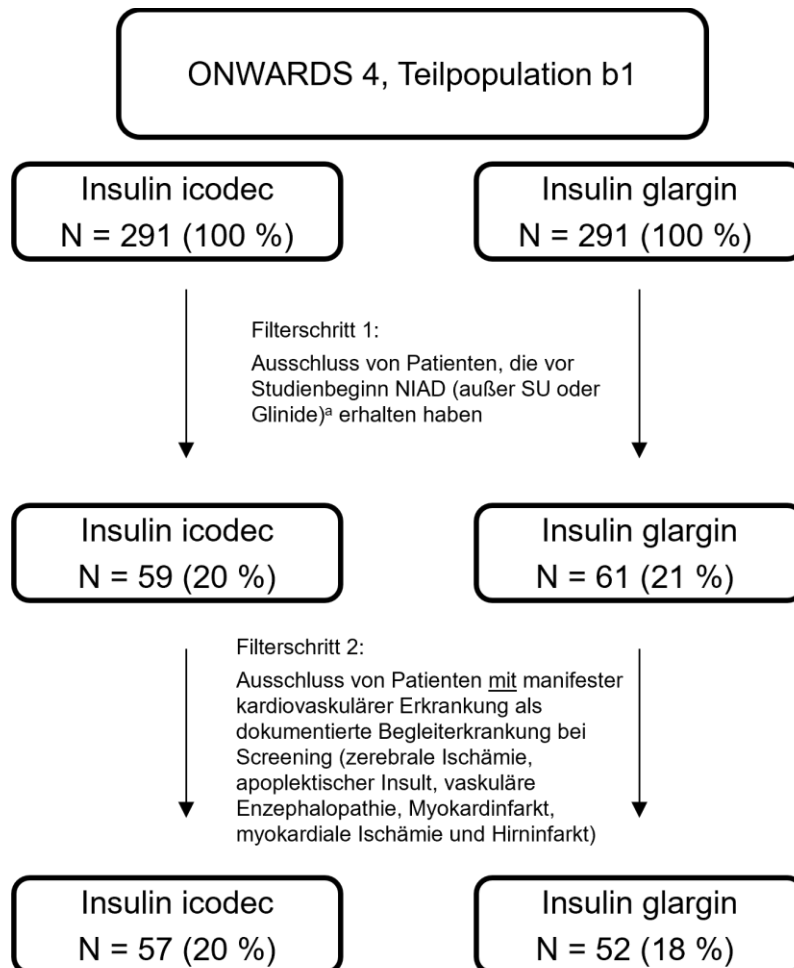 ONWARDS 4, Teilpopulation b1
Insulin icodec
N = 291 (100 %)
Insulin glargin
N = 291 (100 %)
Filterschritt 1:
Ausschluss von Patienten, die vor
Studienbeginn NIAD (außer SU oder
Glinide)ᵃ erhalten haben
Insulin icodec
N = 59 (20 %)
Insulin glargin
N = 61 (21 %)
Filterschritt 2:
Ausschluss von Patienten mit manifester
kardiovaskulärer Erkrankung als
dokumentierte Begleiterkrankung bei
Screening (zerebrale Ischämie,
apoplektischer Insult, vaskuläre
Enzephalopathie, Myokardinfarkt,
myokardiale Ischämie und Hirninfarkt)
Insulin icodec
N = 57 (20 %)
Insulin glargin
N = 52 (18 %)